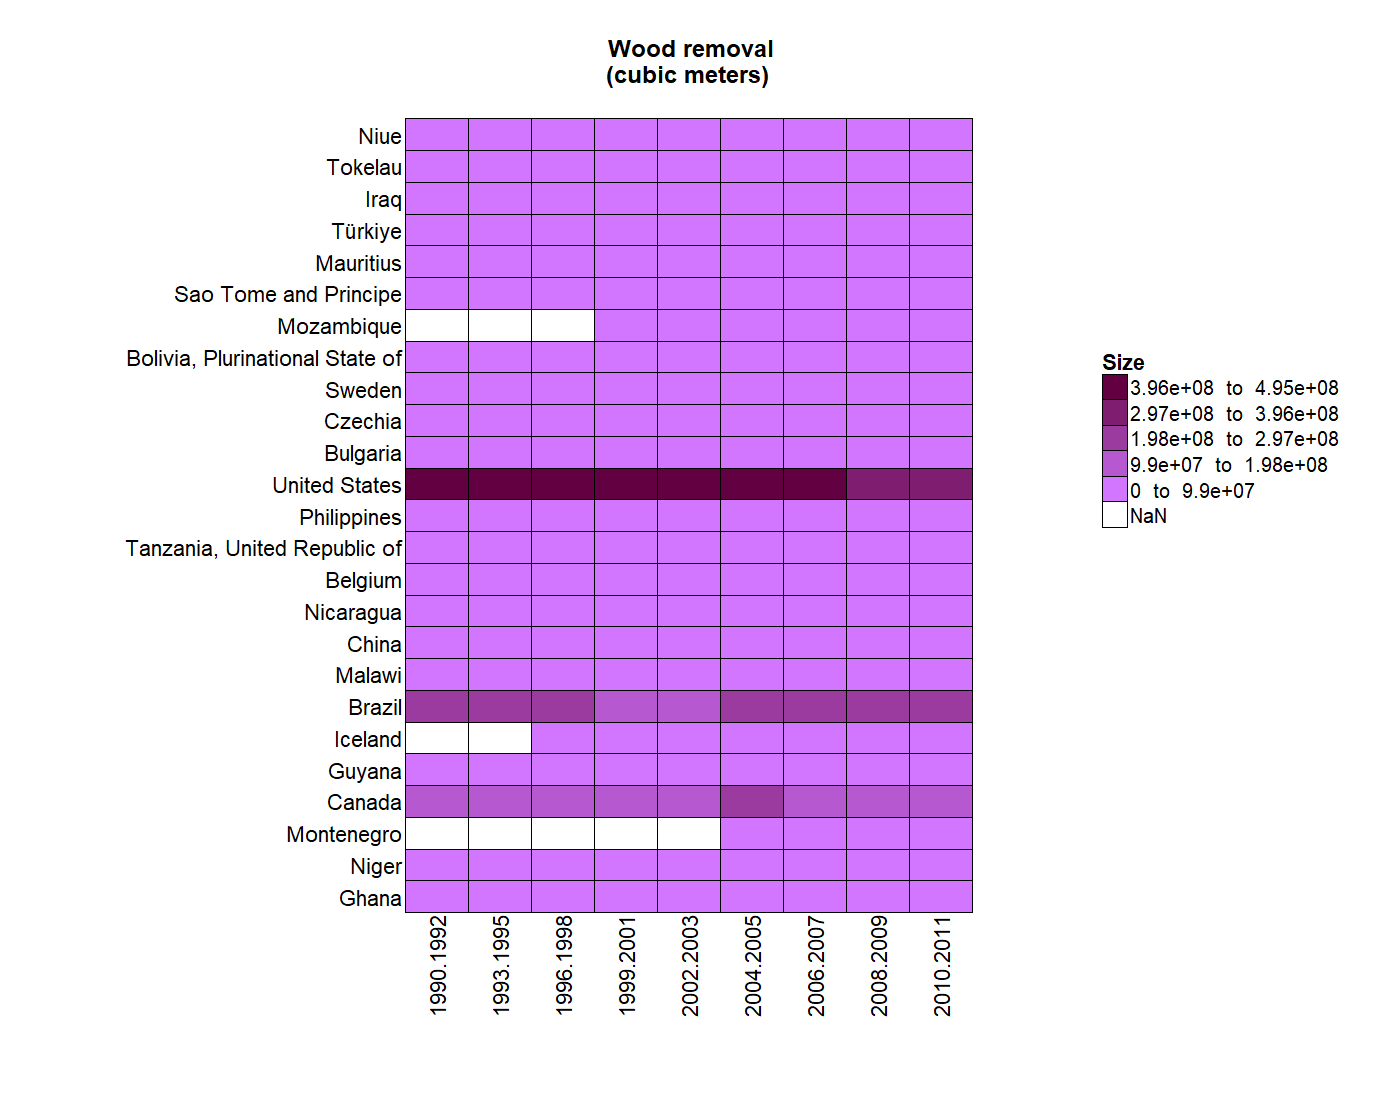 Wood removal
(cubic meters)
Niue
Tokelau
Iraq
Türkiye
Mauritius
Sao Tome and Principe
Mozambique
Bolivia, Plurinational State of
Sweden
Czechia
Bulgaria
United States
Philippines
Tanzania, United Republic of
Belgium
Nicaragua
China
Malawi
Brazil
Iceland
Guyana
Canada
Montenegro
Niger
Ghana
1990.1992
1993.1995
1996.1998
1999.2001
2002.2003
2004.2005
2006.2007
2008.2009
2010.2011
Size
3.96e+08 to 4.95e+08
2.97e+08 to 3.96e+08
1.98e+08 to 2.97e+08
9.9e+07 to 1.98e+08
0 to 9.9e+07
NaN